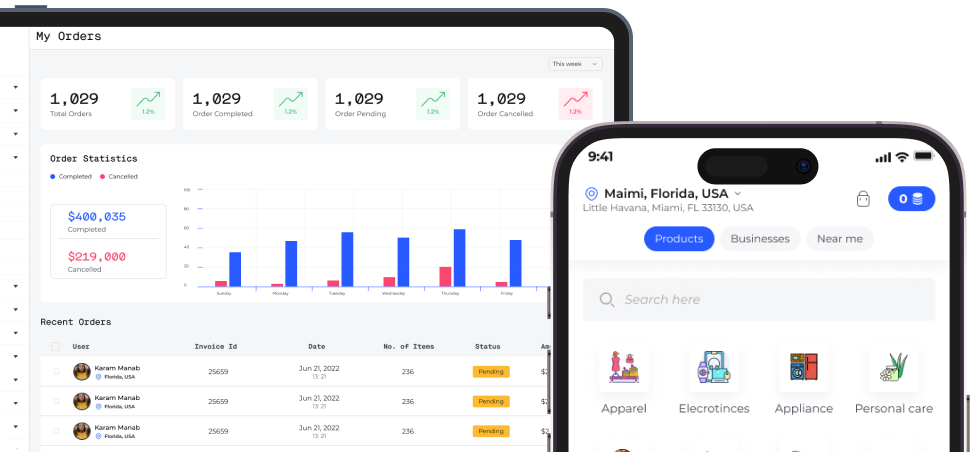 My Orders
This week
1,029
Total Orders
1.2%
1,029
Order Completed
1.2%
1,029
Order Pending
1.2%
1,029
Order Cancelled
1.2%
Order Statistics
Completed
Cancelled
$400,035
Completed
$219,000
Cancelled
100
80
60
40
20
0
Sunday
Monday
Tuesday
Wednesday
Thursday
Friday
Recent Orders
User Invoice Id Date No. of Items Status Am
Karam Manab
Florida, USA
25659
Jun 21, 2022
13: 21
236
Pending
$2
Karam Manab
Florida, USA
25659
Jun 21, 2022
13: 21
236
Pending
$2
Karam Manab
Florida, USA
25659
Jun 21, 2022
13: 21
236
Pending
$2
9:41
Maimi, Florida, USA
Little Havana, Miami, FL 33130, USA
0
Products
Businesses
Near me
Search here
Apparel
Elecrotinces
Appliance
Personal care